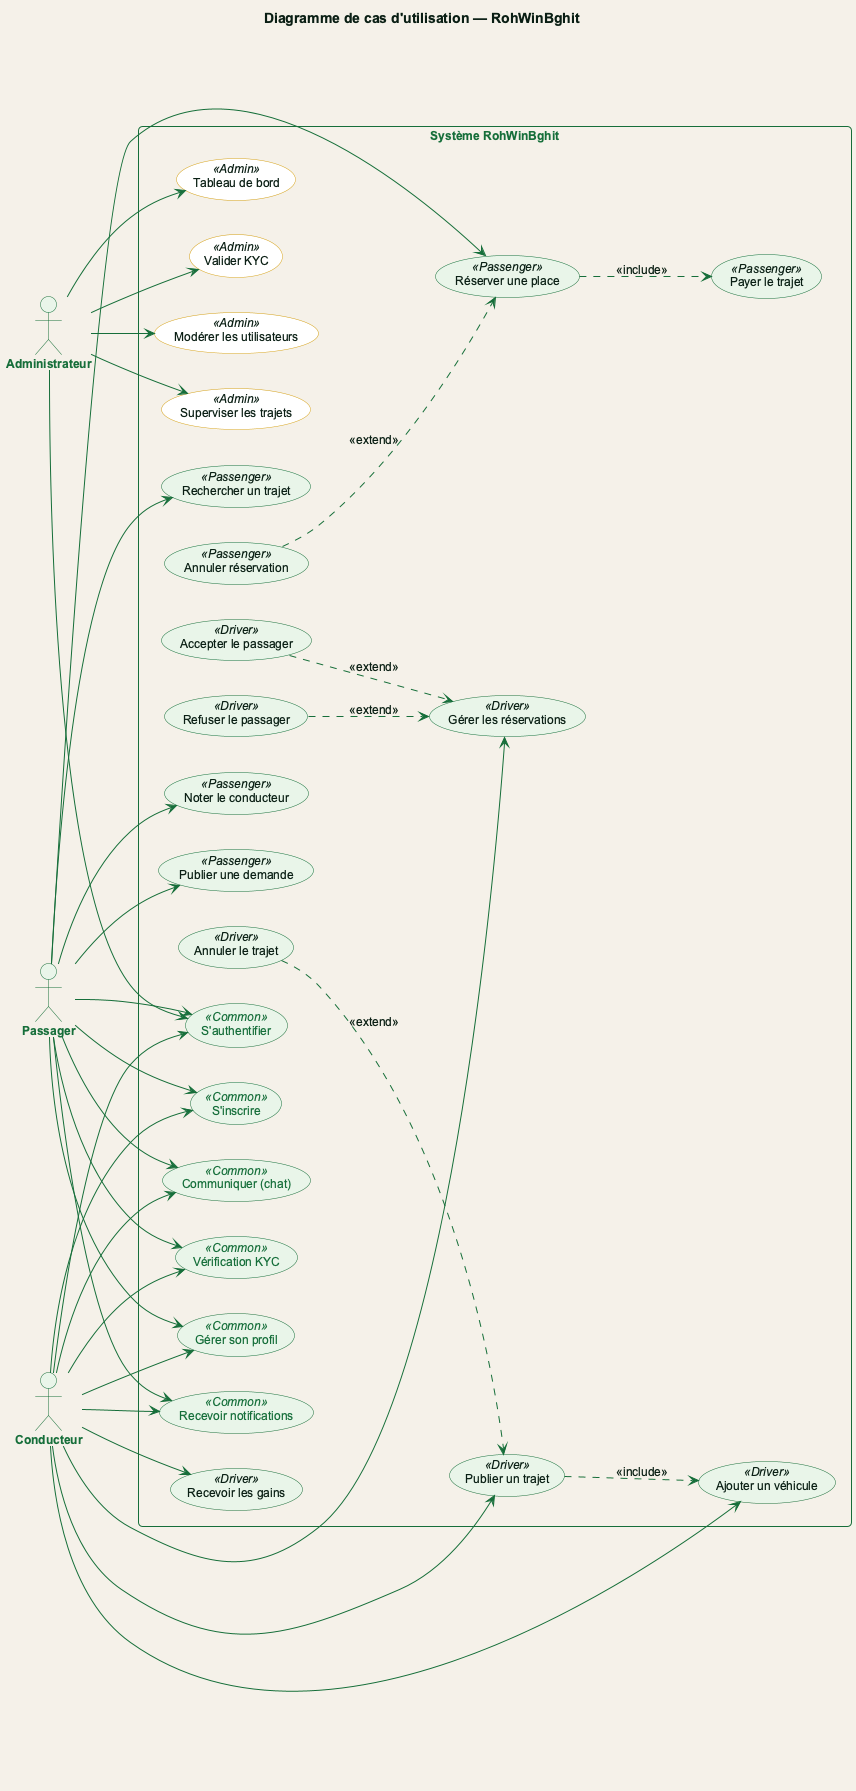 Diagramme de cas d'utilisation — RohWinBghit
Système RohWinBghit
«Admin»
Tableau de bord
«Admin»
Valider KYC
«Passenger»
Réserver une place
«include»
«Passenger»
Payer le trajet
«Admin»
Modérer les utilisateurs
Administrateur
«Admin»
Superviser les trajets
«extend»
«Passenger»
Rechercher un trajet
«Passenger»
Annuler réservation
«Driver»
Accepter le passager
«extend»
«Driver»
Refuser le passager
«extend»
«Driver»
Gérer les réservations
«Passenger»
Noter le conducteur
«Passenger»
Publier une demande
«Driver»
Annuler le trajet
«extend»
Passager
«Common»
S'authentifier
«Common»
S'inscrire
«Common»
Communiquer (chat)
«Common»
Vérification KYC
«Common»
Gérer son profil
«Common»
Recevoir notifications
Conducteur
«Driver»
Recevoir les gains
«Driver»
Publier un trajet
«include»
«Driver»
Ajouter un véhicule